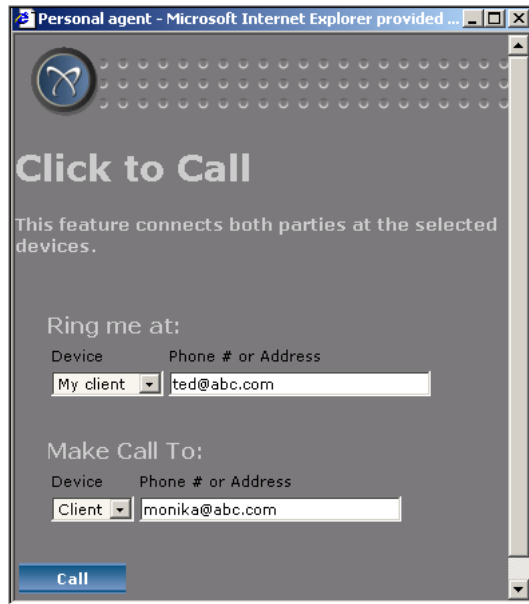 Personal agent - Microsoft Internet Explorer provided ...
Click to Call
This feature connects both parties at the selected
devices.
Ring me at:
Device Phone # or Address
My client ted@abc.com
Make Call To:
Device Phone # or Address
Client monika@abc.com
Call